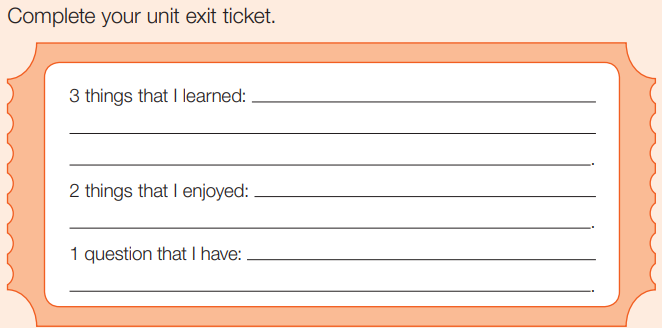 Complete your unit exit ticket.
3 things that I learned:
.
2 things that I enjoyed:
.
1 question that I have:
.